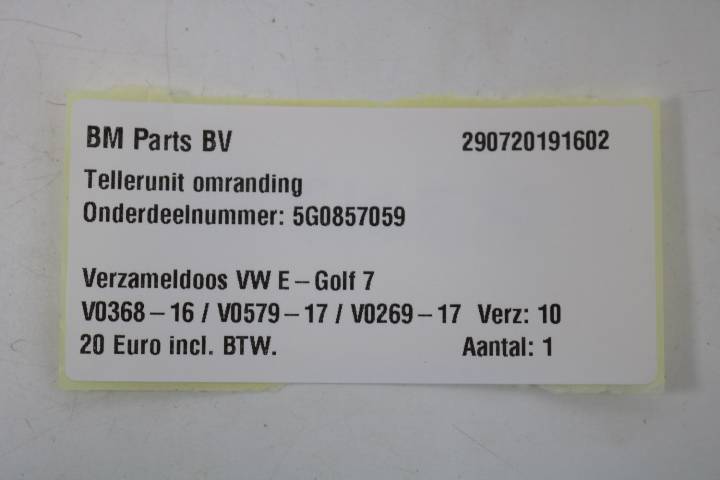 BM Parts BV 290720191602
Tellerunit omranding
Onderdeelnummer: 5G0857059
Verzameldoos VW E-Golf 7
V0368-16 / V0579-17 / V0269-17 Verz: 10
20 Euro incl. BTW. Aantal: 1